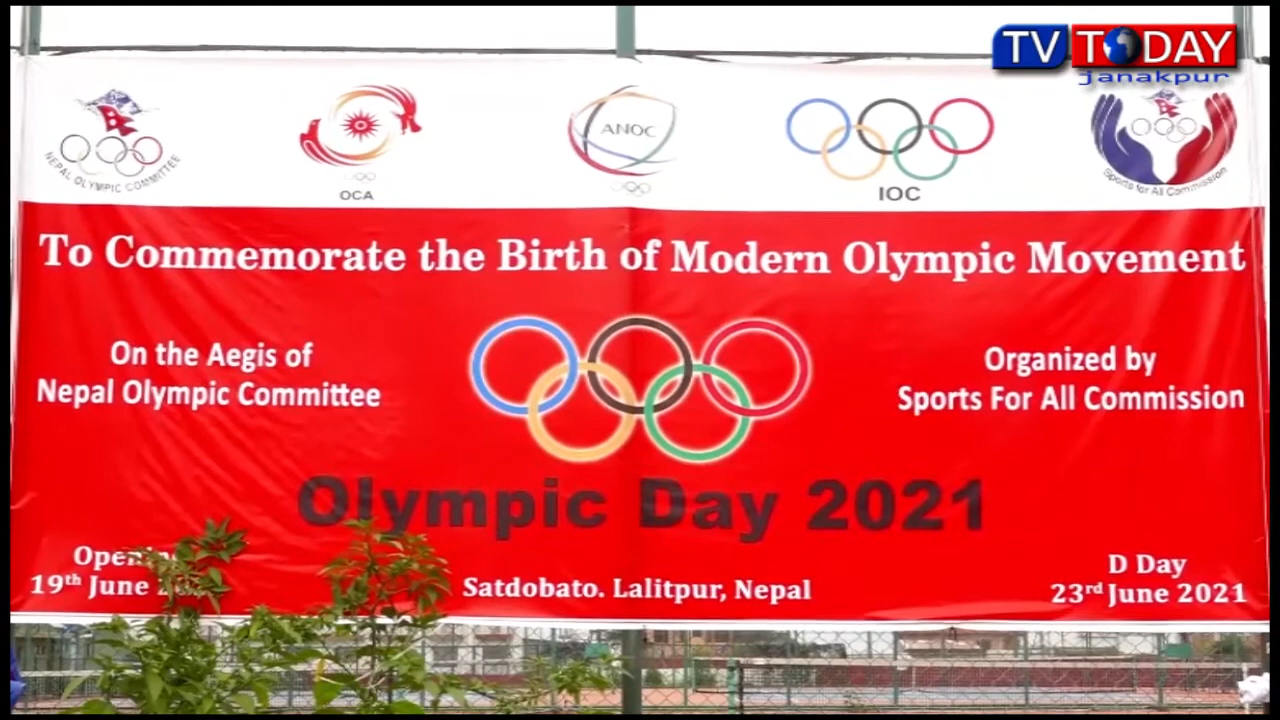 TV TODAY
janakpur
NEPAL OLYMPIC COMMITTEE
OCA
ANOC
IOC
Sports for All Commission
To Commemorate the Birth of Modern Olympic Movement
On the Aegis of
Nepal Olympic Committee
Organized by
Sports For All Commission
Olympic Day 2021
19th June
Satdobato. Lalitpur, Nepal
D Day
23rd June 2021